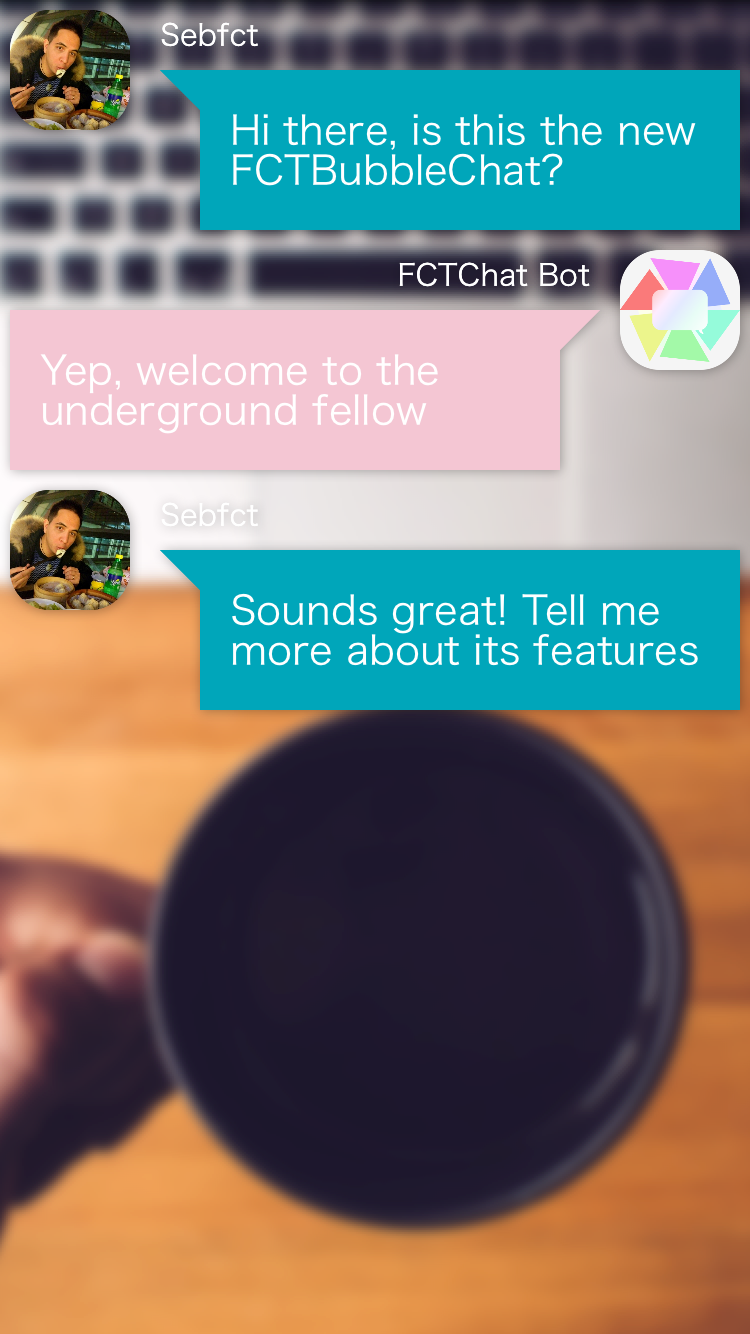 Sebfct
Hi there, is this the new
FCTBubbleChat?
FCTChat Bot
Yep, welcome to the
underground fellow
Sebfct
Sounds great! Tell me
more about its features